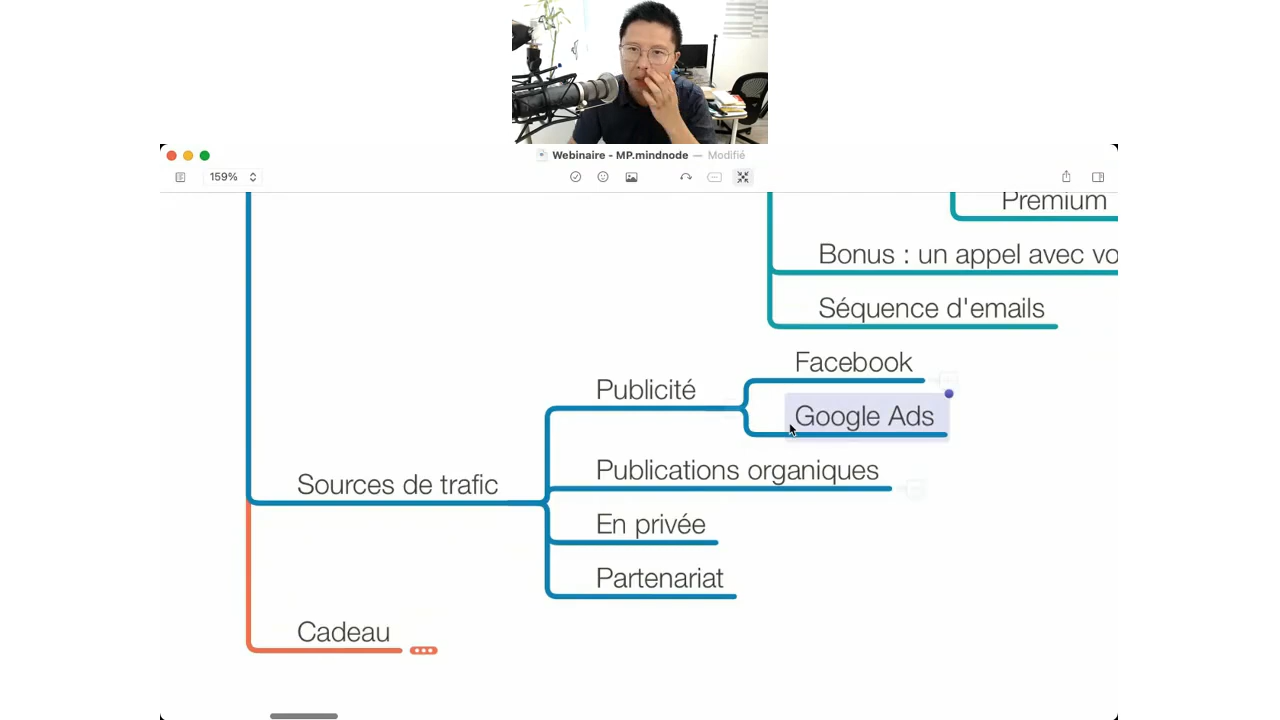 Webinaire - MP.mindnode — Modifié
159%
Premium
Bonus : un appel avec vo
Séquence d'emails
Facebook
Publicité
Google Ads
Publications organiques
Sources de trafic
En privée
Partenariat
Cadeau